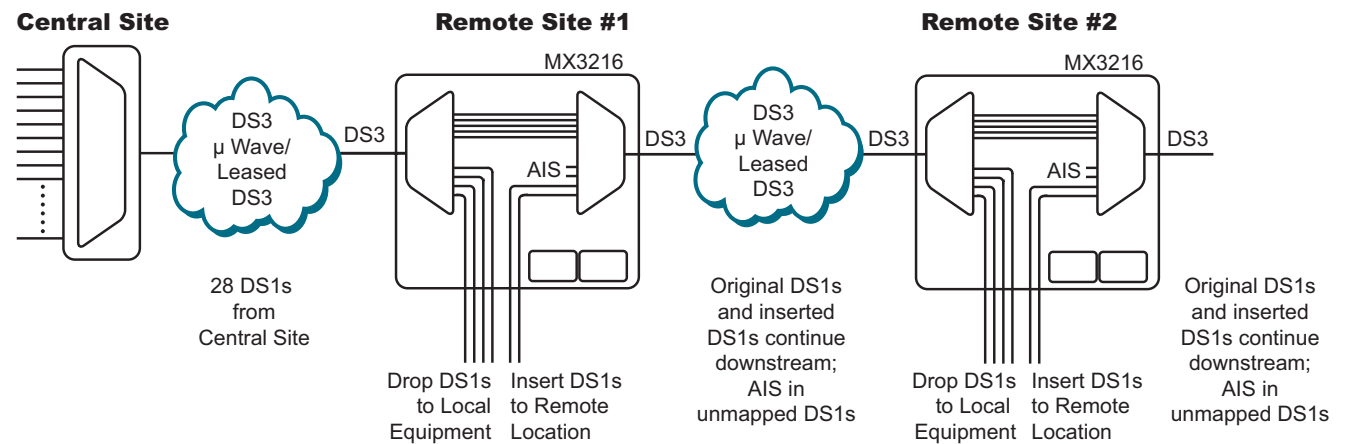 Central Site
Remote Site #1
Remote Site #2
MX3216
MX3216
DS3
µ Wave/
Leased
DS3
DS3
AIS
DS3
DS3
µ Wave/
Leased
DS3
DS3
AIS
DS3
28 DS1s
from
Central Site
Drop DS1s
to Local
Equipment
Insert DS1s
to Remote
Location
Original DS1s
and inserted
DS1s continue
downstream;
AIS in
unmapped DS1s
Drop DS1s
to Local
Equipment
Insert DS1s
to Remote
Location
Original DS1s
and inserted
DS1s continue
downstream;
AIS in
unmapped DS1s